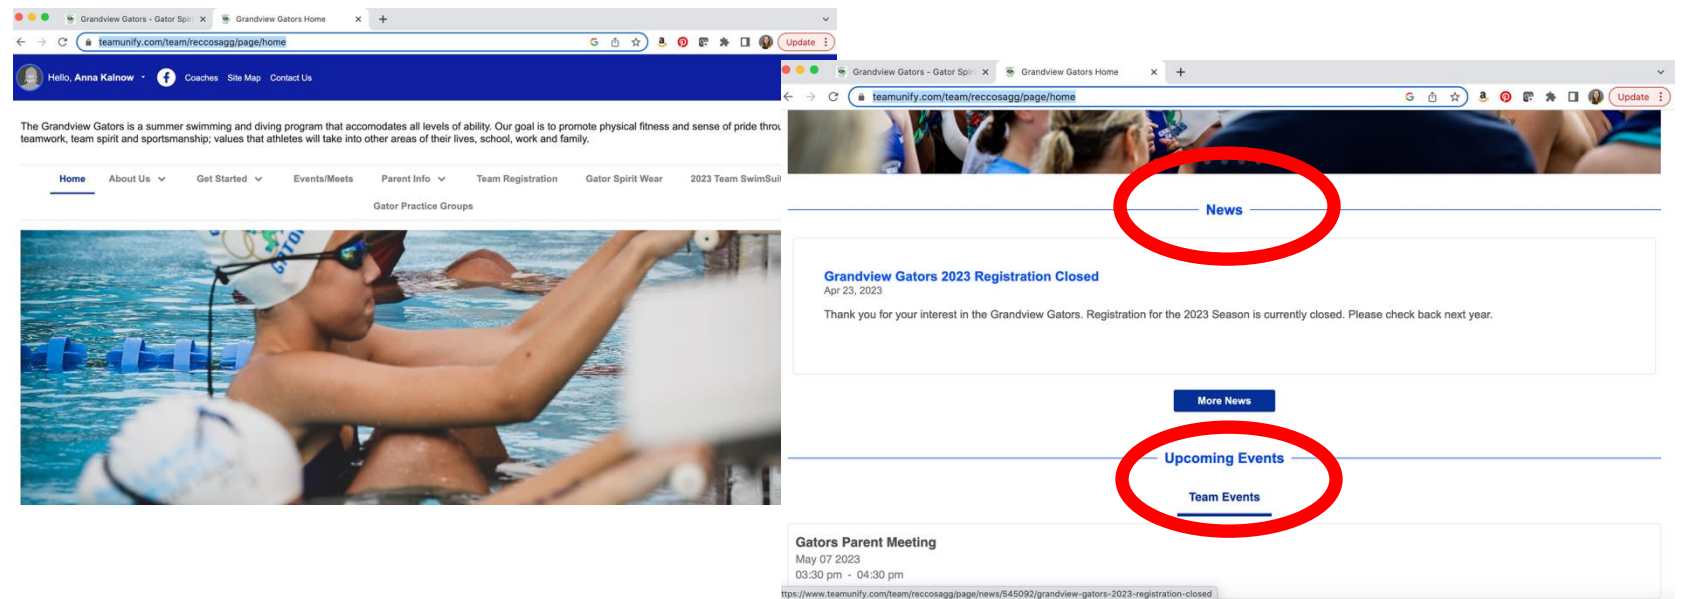 Grandview Gators - Gator Spiri
Grandview Gators Home
teamunify.com/team/reccosagg/page/home
Update
Hello, Anna Kalnow
Coaches Site Map Contact Us
The Grandview Gators is a summer swimming and diving program that accomodates all levels of ability. Our goal is to promote physical fitness and sense of pride throu
teamwork, team spirit and sportsmanship; values that athletes will take into other areas of their lives, school, work and family.
Home About Us Get Started Events/Meets Parent Info Team Registration Gator Spirit Wear 2023 Team SwimSuit
Gator Practice Groups
GATOR
Grandview Gators - Gator Spiri
Grandview Gators Home
teamunify.com/team/reccosagg/page/home
Update
News
Grandview Gators 2023 Registration Closed
Apr 23, 2023
Thank you for your interest in the Grandview Gators. Registration for the 2023 Season is currently closed. Please check back next year.
More News
Upcoming Events
Team Events
Gators Parent Meeting
May 07 2023
03:30 pm - 04:30 pm
ttps://www.teamunify.com/team/reccosagg/page/news/545092/grandview-gators-2023-registration-closed